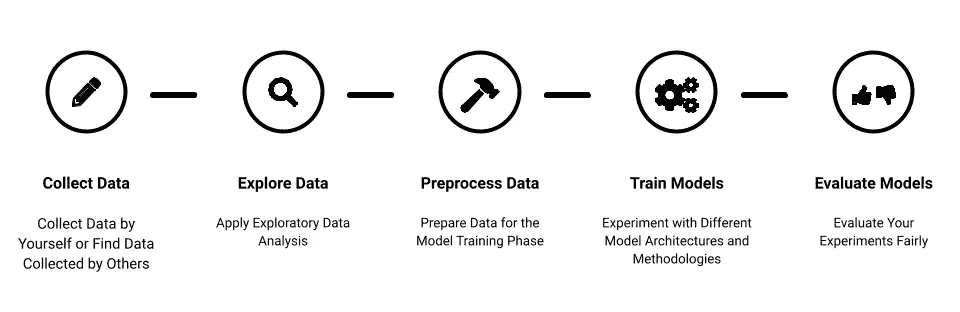 Collect Data
Explore Data
Preprocess Data
Train Models
Evaluate Models
Collect Data by
Yourself or Find Data
Collected by Others
Apply Exploratory Data
Analysis
Prepare Data for the
Model Training Phase
Experiment with Different
Model Architectures and
Methodologies
Evaluate Your
Experiments Fairly